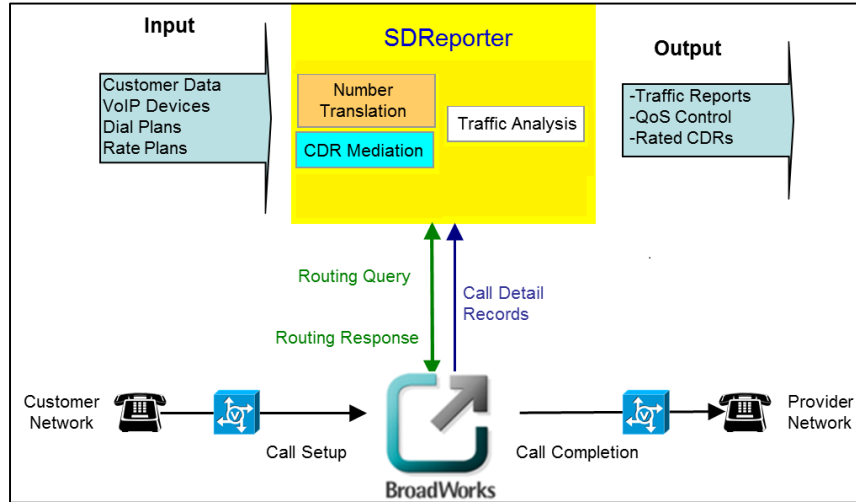 Input
SDReporter
Output
Customer Data
VoIP Devices
Dial Plans
Rate Plans
Number
Translation
CDR Mediation
Traffic Analysis
-Traffic Reports
-QoS Control
-Rated CDRs
Routing Query
Call Detail
Records
Routing Response
Customer
Network
V
Call Setup
BroadWorks
Call Completion
V
Provider
Network